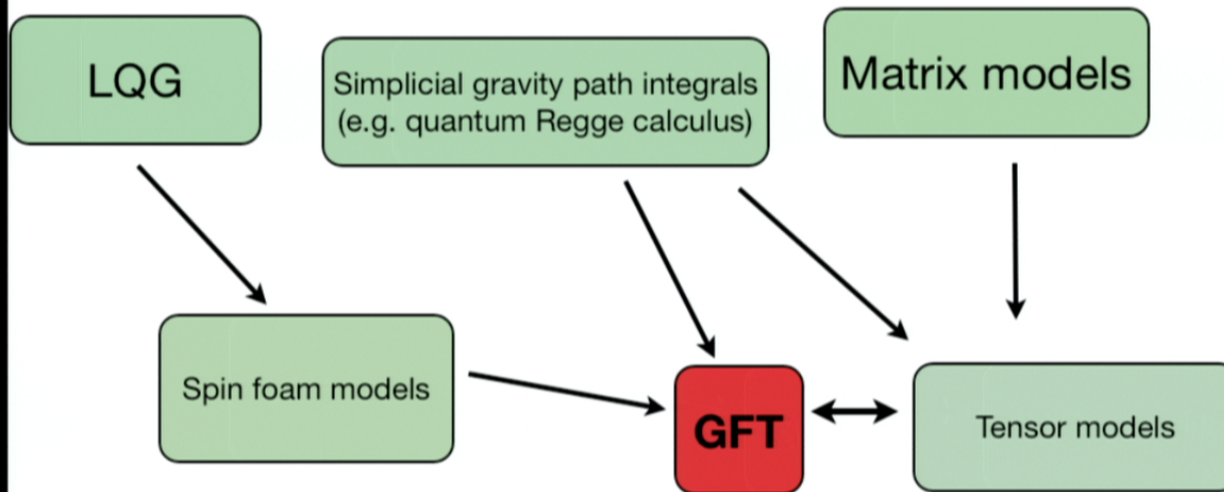 LQG
Simplicial gravity path integrals
(e.g. quantum Regge calculus)
Matrix models
Spin foam models
GFT
Tensor models